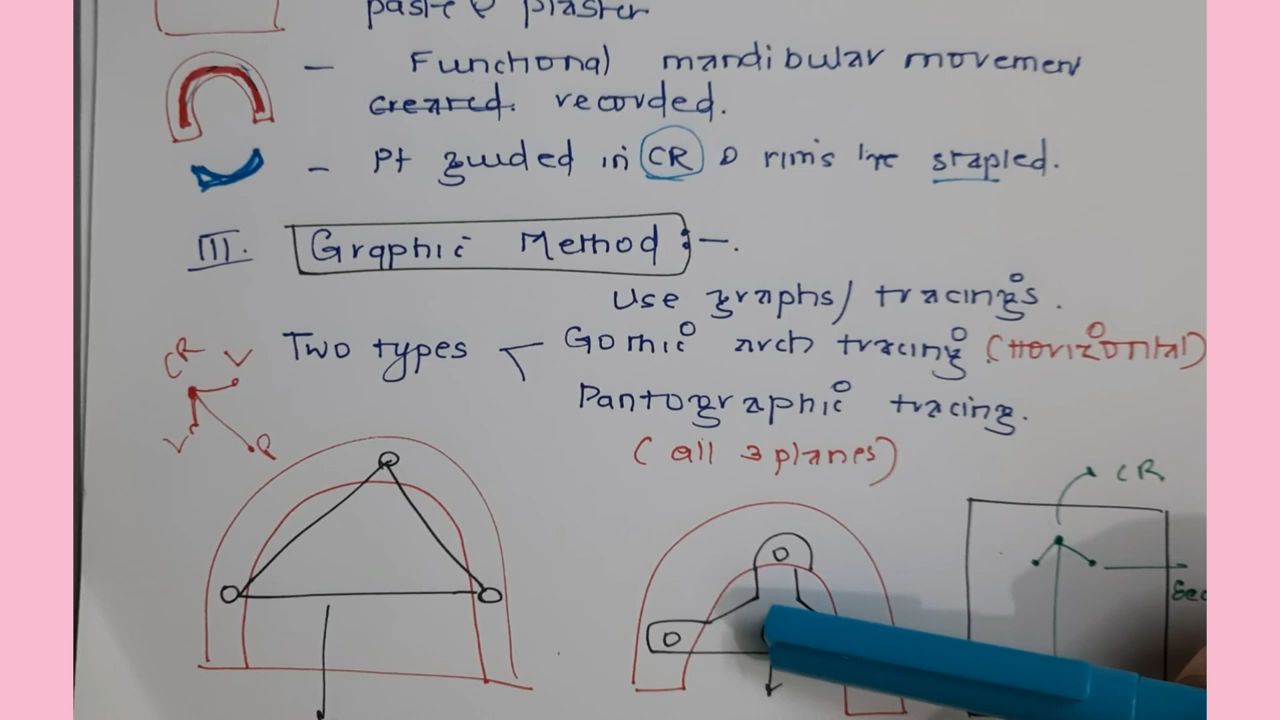 paste & plaster
– Functional mandibular movemen
created. recorded.
– Pt guided in CR & rims are stapled.
III. Graphic Method :–.
Use graphs / tracings.
Two types Gothic arch tracing (Horizontal)
Pantographic tracing.
(all 3 planes)
CR V
V P
CR